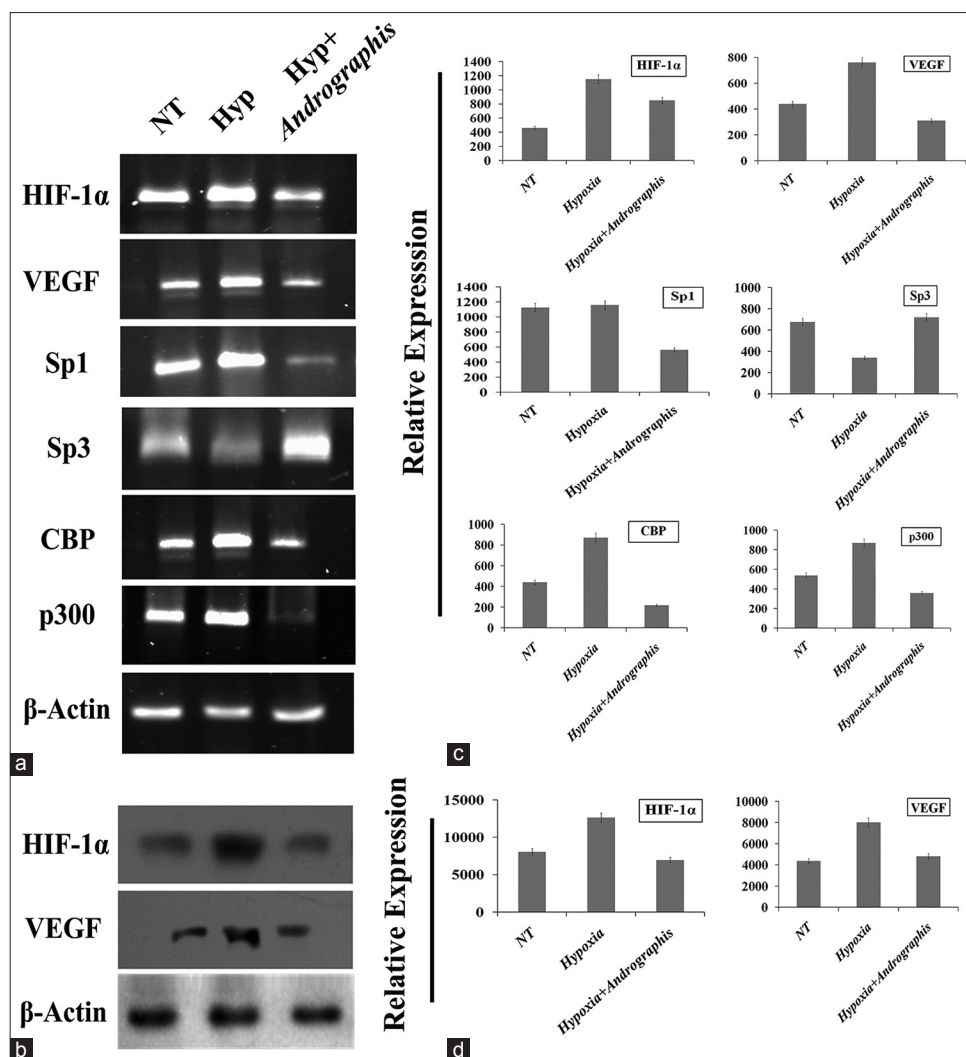 NT
Hyp
Hyp+
Andrographis
HIF-1α
VEGF
Sp1
Sp3
CBP
p300
β-Actin
a
Relative Expresssion
HIF-1α
1400
1200
1000
800
600
400
200
0
NT
Hypoxia
Hypoxia+Andrographis
VEGF
800
600
400
200
0
NT
Hypoxia
Hypoxia+Andrographis
Sp1
1400
1200
1000
800
600
400
200
0
NT
Hypoxia
Hypoxia+Andrographis
Sp3
1000
800
600
400
200
0
NT
Hypoxia
Hypoxia+Andrographis
CBP
1000
800
600
400
200
0
NT
Hypoxia
Hypoxia+Andrographis
p300
1000
800
600
400
200
0
NT
Hypoxia
Hypoxia+Andrographis
c
HIF-1α
VEGF
β-Actin
b
Relative Expression
HIF-1α
15000
10000
5000
0
NT
Hypoxia
Hypoxia+Andrographis
VEGF
10000
8000
6000
4000
2000
0
NT
Hypoxia
Hypoxia+Andrographis
d